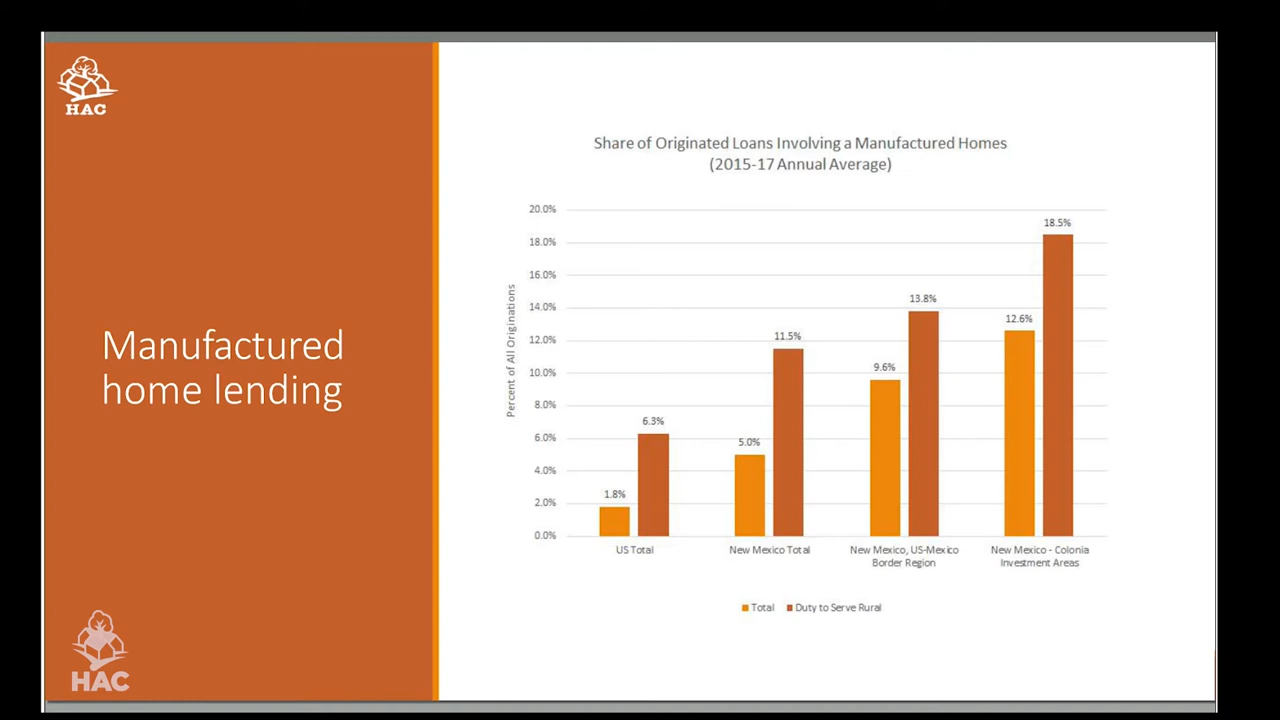 HAC
Manufactured
home lending
HAC
Share of Originated Loans Involving a Manufactured Homes
(2015-17 Annual Average)
Percent of All Originations
20.0%
18.0%
16.0%
14.0%
12.0%
10.0%
8.0%
6.0%
4.0%
2.0%
0.0%
1.8%
6.3%
5.0%
11.5%
9.6%
13.8%
12.6%
18.5%
US Total
New Mexico Total
New Mexico, US-Mexico
Border Region
New Mexico - Colonia
Investment Areas
Total
Duty to Serve Rural